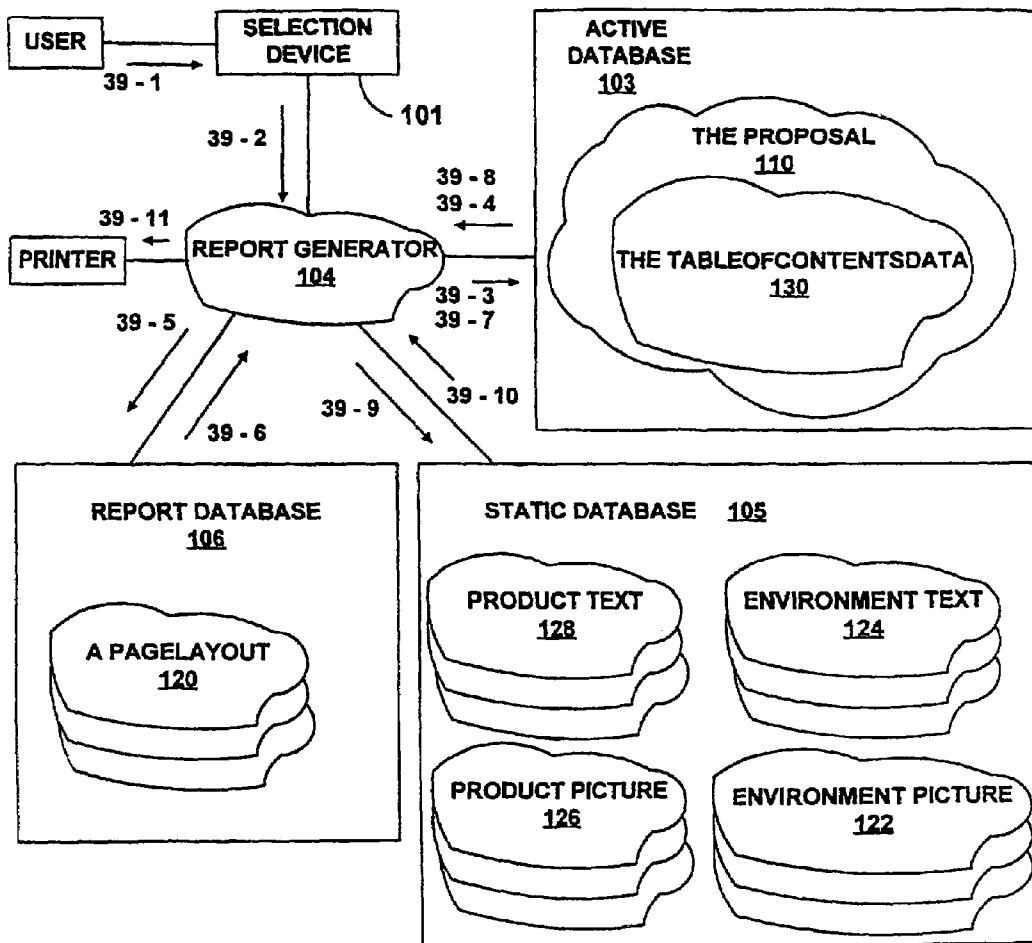 USER
SELECTION
DEVICE
39 - 1
101
39 - 2
ACTIVE
DATABASE
103
THE PROPOSAL
110
THE TABLEOFCONTENTSDATA
130
39 - 8
39 - 4
39 - 11
PRINTER
REPORT GENERATOR
104
39 - 3
39 - 7
39 - 5
39 - 6
39 - 9
39 - 10
REPORT DATABASE
106
A PAGELAYOUT
120
STATIC DATABASE 105
PRODUCT TEXT
128
ENVIRONMENT TEXT
124
PRODUCT PICTURE
126
ENVIRONMENT PICTURE
122